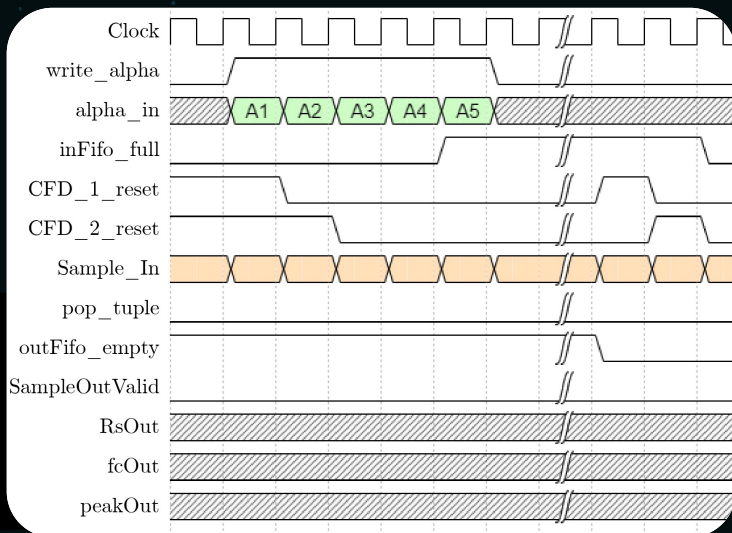 Clock
write_alpha
alpha_in A1 A2 A3 A4 A5
inFifo_full
CFD_1_reset
CFD_2_reset
Sample_In
pop_tuple
outFifo_empty
SampleOutValid
RsOut
fcOut
peakOut